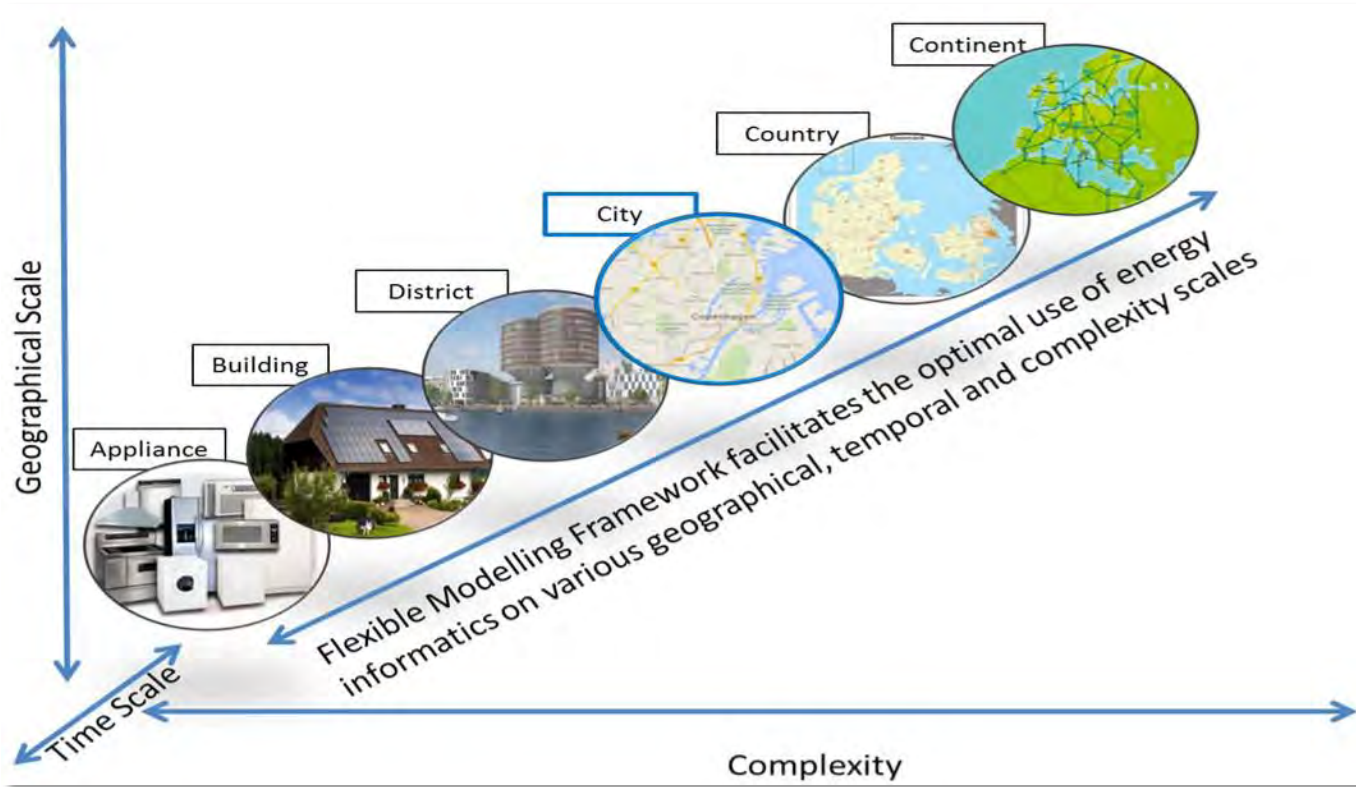 Continent
Country
City
District
Building
Appliance
Geographical Scale
Time Scale
Complexity
Flexible Modelling Framework facilitates the optimal use of energy
informatics on various geographical, temporal and complexity scales
Copenhagen